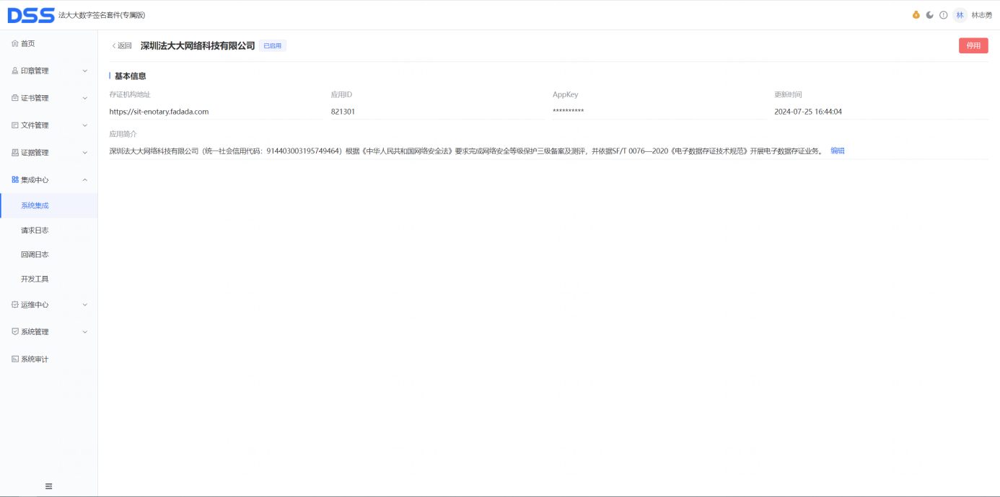 DSS 法大大数字签名套件(专属版)
林 林志勇
首页
印章管理
证书管理
文件管理
证据管理
集成中心
系统集成
请求日志
回调日志
开发工具
运维中心
系统管理
系统审计
返回 深圳法大大网络科技有限公司 已启用 停用
基本信息
存证机构地址 应用ID AppKey 更新时间
https://sit-enotary.fadada.com 821301 ********** 2024-07-25 16:44:04
应用简介
深圳法大大网络科技有限公司（统一社会信用代码：914403003195749464）根据《中华人民共和国网络安全法》要求完成网络安全等级保护三级备案及测评，并依据SF/T 0076—2020《电子数据存证技术规范》开展电子数据存证业务。 编辑